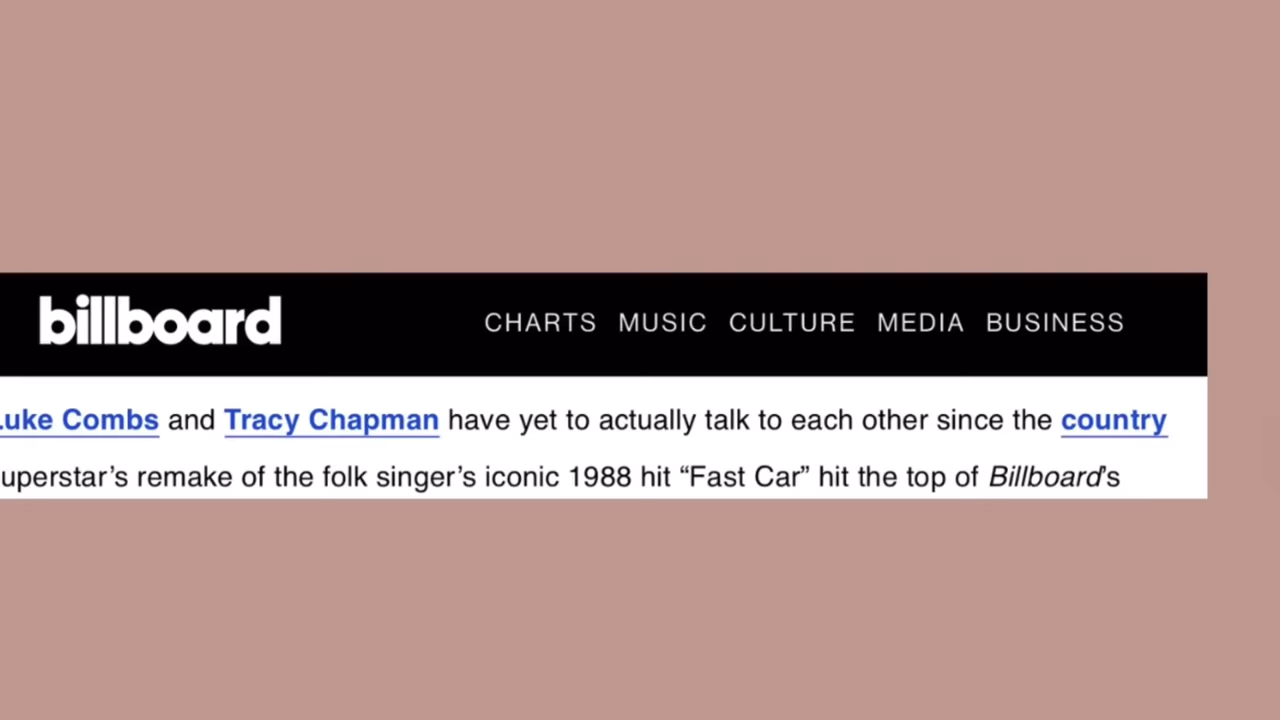 billboard
CHARTS MUSIC CULTURE MEDIA BUSINESS
uke Combs and Tracy Chapman have yet to actually talk to each other since the country
uperstar’s remake of the folk singer’s iconic 1988 hit “Fast Car” hit the top of Billboard’s